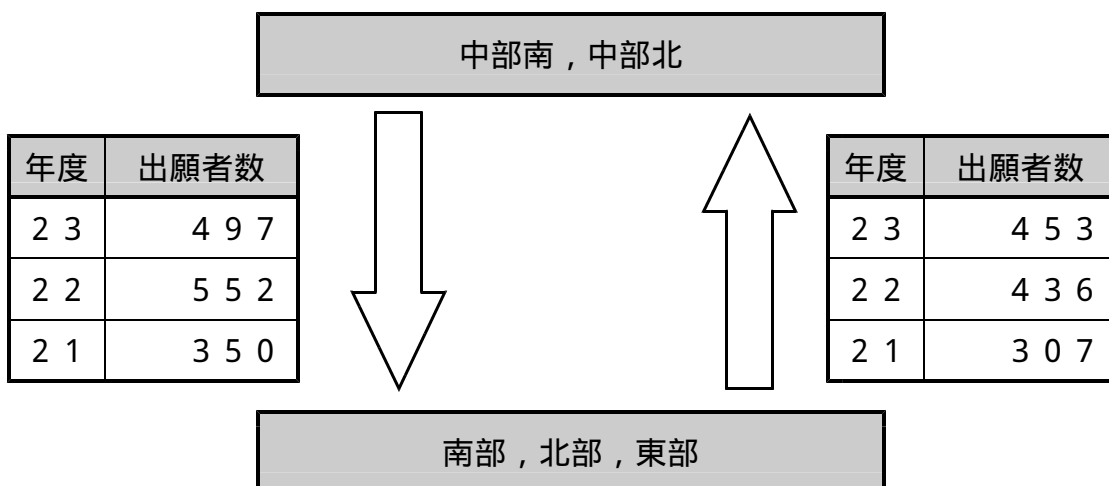 中部南，中部北
年度 出願者数
２３ ４９７
２２ ５５２
２１ ３５０
年度 出願者数
２３ ４５３
２２ ４３６
２１ ３０７
南部，北部，東部